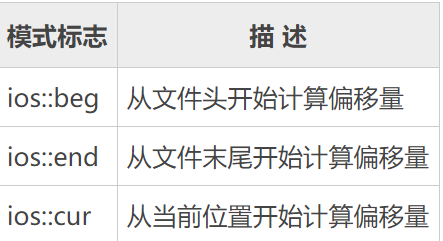 模式标志 描 述
ios::beg 从文件头开始计算偏移量
ios::end 从文件末尾开始计算偏移量
ios::cur 从当前位置开始计算偏移量